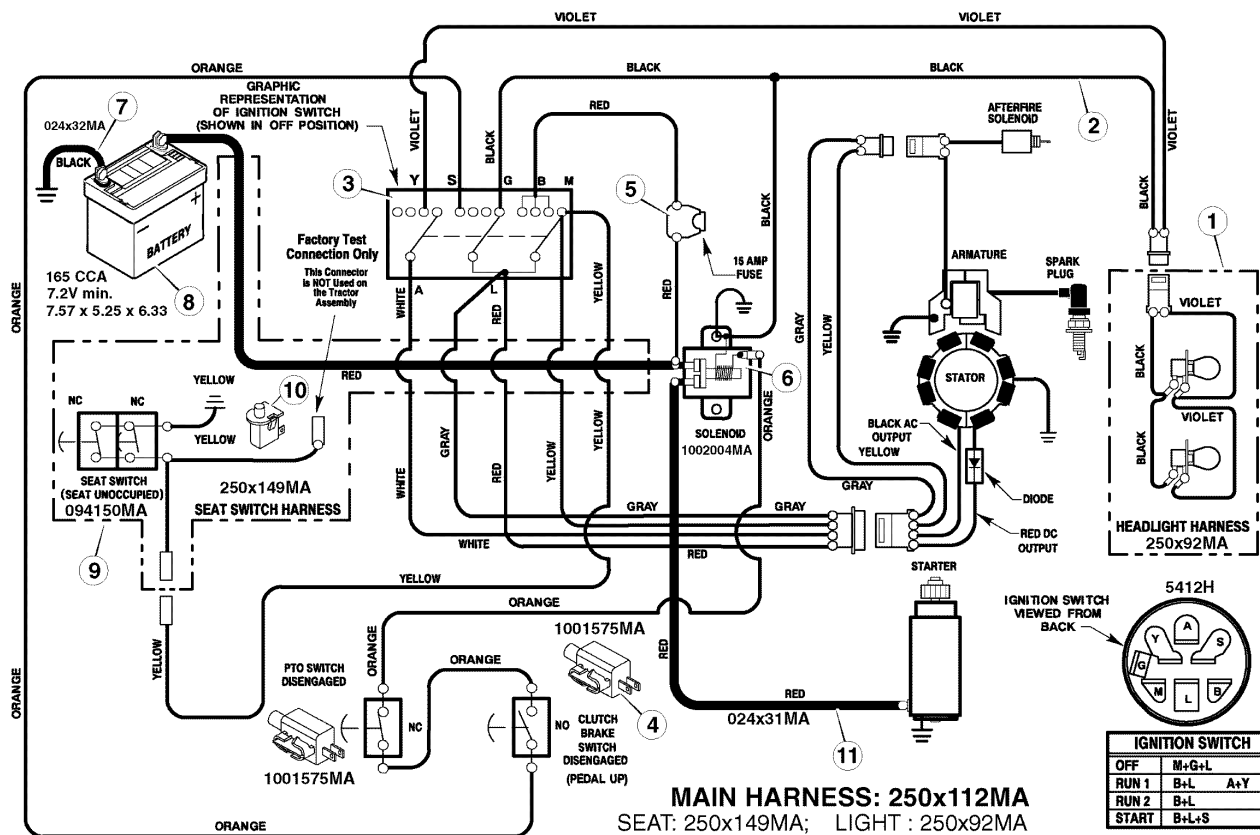 VIOLET
VIOLET
ORANGE
BLACK
BLACK
GRAPHIC
REPRESENTATION
OF IGNITION SWITCH
(SHOWN IN OFF POSITION)
7
024x32MA
BLACK
RED
AFTERFIRE
SOLENOID
2
VIOLET
BLACK
VIOLET
3
Y S G B M
5
BLACK
BLACK
1
+
-
BATTERY
165 CCA
7.2V min.
7.57 x 5.25 x 6.33
8
Factory Test
Connection Only
This Connector
is NOT Used on
the Tractor
Assembly
WHITE
A
L
RED
YELLOW
RED
15 AMP
FUSE
ARMATURE
SPARK
PLUG
VIOLET
ORANGE
GRAY
YELLOW
BLACK
RED
6
STATOR
VIOLET
YELLOW
NC NC
10
YELLOW
SEAT SWITCH
(SEAT UNOCCUPIED)
094150MA
250x149MA
SEAT SWITCH HARNESS
9
WHITE
GRAY
RED
YELLOW
YELLOW
SOLENOID
1002004MA
ORANGE
BLACK AC
OUTPUT
YELLOW
GRAY
BLACK
DIODE
RED DC
OUTPUT
GRAY
GRAY
WHITE
RED
HEADLIGHT HARNESS
250x92MA
YELLOW
ORANGE
STARTER
5412H
IGNITION SWITCH
VIEWED FROM
BACK
A
Y
S
G
M
L
B
YELLOW
ORANGE
1001575MA
RED
ORANGE
PTO SWITCH
DISENGAGED
NC
NO
CLUTCH
BRAKE
SWITCH
DISENGAGED
(PEDAL UP)
4
1001575MA
RED
024x31MA
11
ORANGE
ORANGE
IGNITION SWITCH
OFF M+G+L
RUN 1 B+L A+Y
RUN 2 B+L
START B+L+S
MAIN HARNESS: 250x112MA
SEAT: 250x149MA; LIGHT : 250x92MA